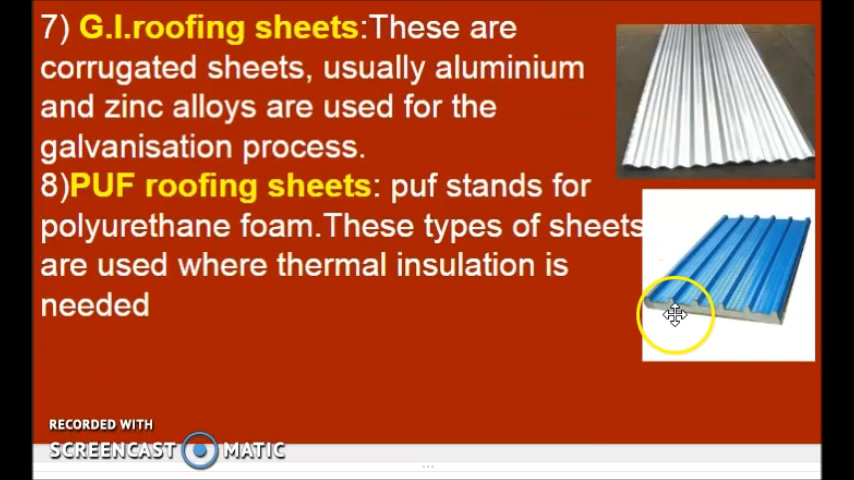 7) G.I.roofing sheets:These are
corrugated sheets, usually aluminium
and zinc alloys are used for the
galvanisation process.
8)PUF roofing sheets: puf stands for
polyurethane foam.These types of sheets
are used where thermal insulation is
needed
RECORDED WITH
SCREENCAST MATIC